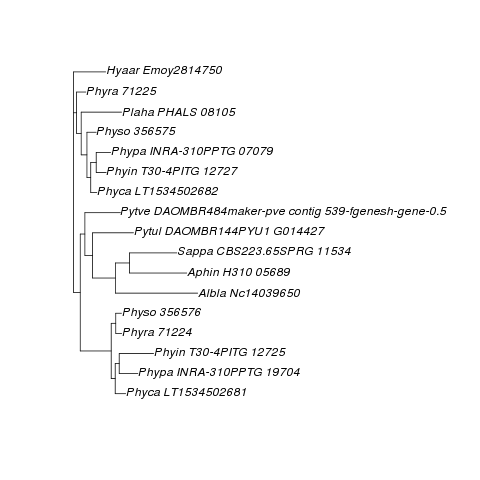 Hyaar Emoy2814750
Phyra 71225
Plaha PHALS 08105
Physo 356575
Phypa INRA-310PPTG 07079
Phyin T30-4PITG 12727
Phyca LT1534502682
Pytve DAOMBR484maker-pve contig 539-fgenesh-gene-0.5
Pytul DAOMBR144PYU1 G014427
Sappa CBS223.65SPRG 11534
Aphin H310 05689
Albla Nc14039650
Physo 356576
Phyra 71224
Phyin T30-4PITG 12725
Phypa INRA-310PPTG 19704
Phyca LT1534502681